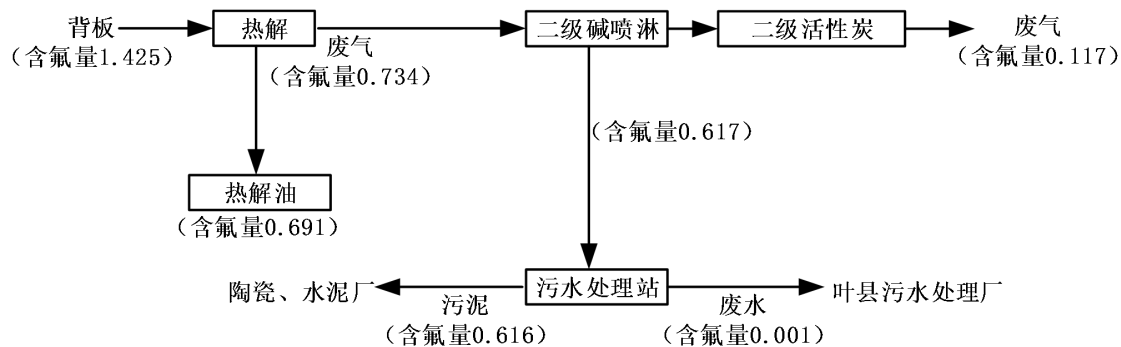 背板
（含氟量1.425）
热解
废气
（含氟量0.734）
二级碱喷淋
二级活性炭
废气
（含氟量0.117）
（含氟量0.617）
热解油
（含氟量0.691）
陶瓷、水泥厂
污泥
（含氟量0.616）
污水处理站
废水
（含氟量0.001）
叶县污水处理厂